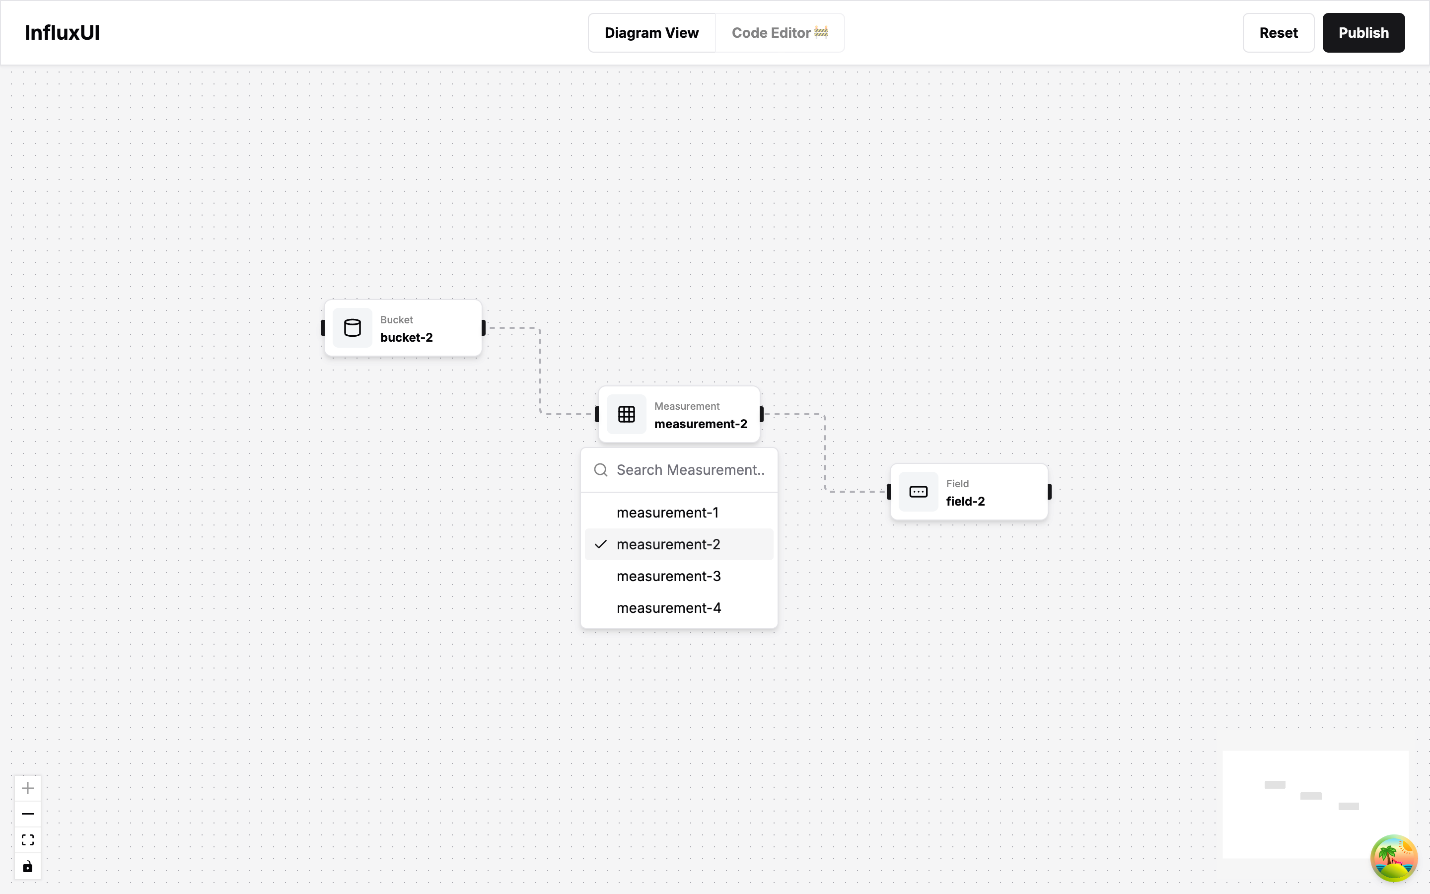 InfluxUI
Diagram View
Code Editor 🚧
Reset
Publish
Bucket
bucket-2
Measurement
measurement-2
Search Measurement..
measurement-1
measurement-2
measurement-3
measurement-4
Field
field-2